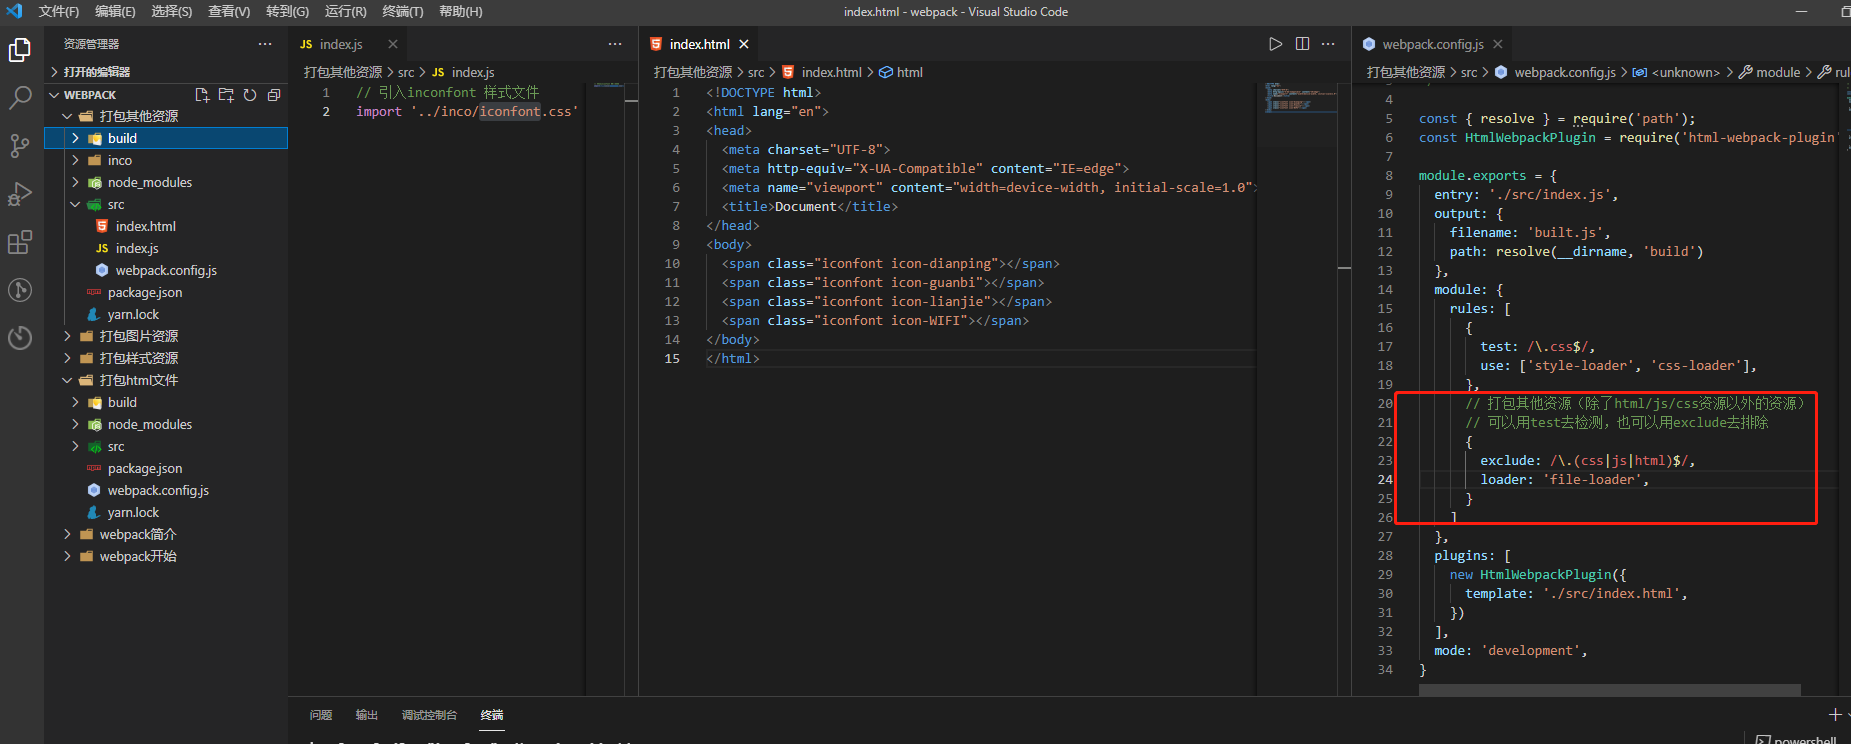 文件(F) 编辑(E) 选择(S) 查看(V) 转到(G) 运行(R) 终端(T) 帮助(H)
index.html - webpack - Visual Studio Code
资源管理器
打开的编辑器
WEBPACK
打包其他资源
build
inco
node_modules
src
index.html
index.js
webpack.config.js
package.json
yarn.lock
打包图片资源
打包样式资源
打包html文件
build
node_modules
src
package.json
webpack.config.js
yarn.lock
webpack简介
webpack开始
JS index.js
打包其他资源 > src > JS index.js
1 // 引入inconfont 样式文件
2 import '../inco/iconfont.css'
index.html
打包其他资源 > src > index.html > html
1 <!DOCTYPE html>
2 <html lang="en">
3 <head>
4 <meta charset="UTF-8">
5 <meta http-equiv="X-UA-Compatible" content="IE=edge">
6 <meta name="viewport" content="width=device-width, initial-scale=1.0">
7 <title>Document</title>
8 </head>
9 <body>
10 <span class="iconfont icon-dianping"></span>
11 <span class="iconfont icon-guanbi"></span>
12 <span class="iconfont icon-lianjie"></span>
13 <span class="iconfont icon-WIFI"></span>
14 </body>
15 </html>
webpack.config.js
打包其他资源 > src > webpack.config.js > <unknown> > module > rul
4
5 const { resolve } = require('path');
6 const HtmlWebpackPlugin = require('html-webpack-plugin'
7
8 module.exports = {
9 entry: './src/index.js',
10 output: {
11 filename: 'built.js',
12 path: resolve(__dirname, 'build')
13 },
14 module: {
15 rules: [
16 {
17 test: /\.css$/,
18 use: ['style-loader', 'css-loader'],
19 },
20 // 打包其他资源（除了html/js/css资源以外的资源）
21 // 可以用test去检测，也可以用exclude去排除
22 {
23 exclude: /\.(css|js|html)$/,
24 loader: 'file-loader',
25 }
26 ]
27 },
28 plugins: [
29 new HtmlWebpackPlugin({
30 template: './src/index.html',
31 })
32 ],
33 mode: 'development',
34 }
问题 输出 调试控制台 终端
powershell